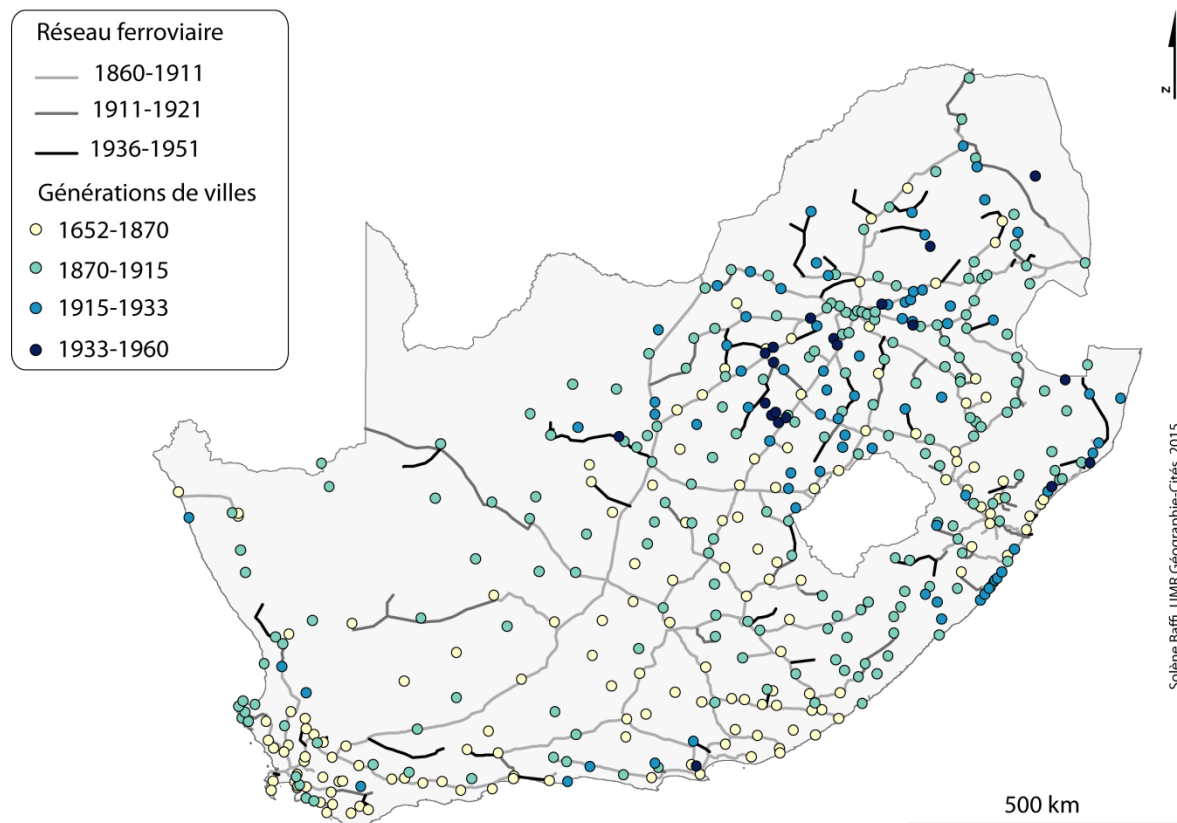 Réseau ferroviaire
1860-1911
1911-1921
1936-1951
Générations de villes
1652-1870
1870-1915
1915-1933
1933-1960
N
Solène Baffi, UMR Géographie-Cités, 2015
500 km